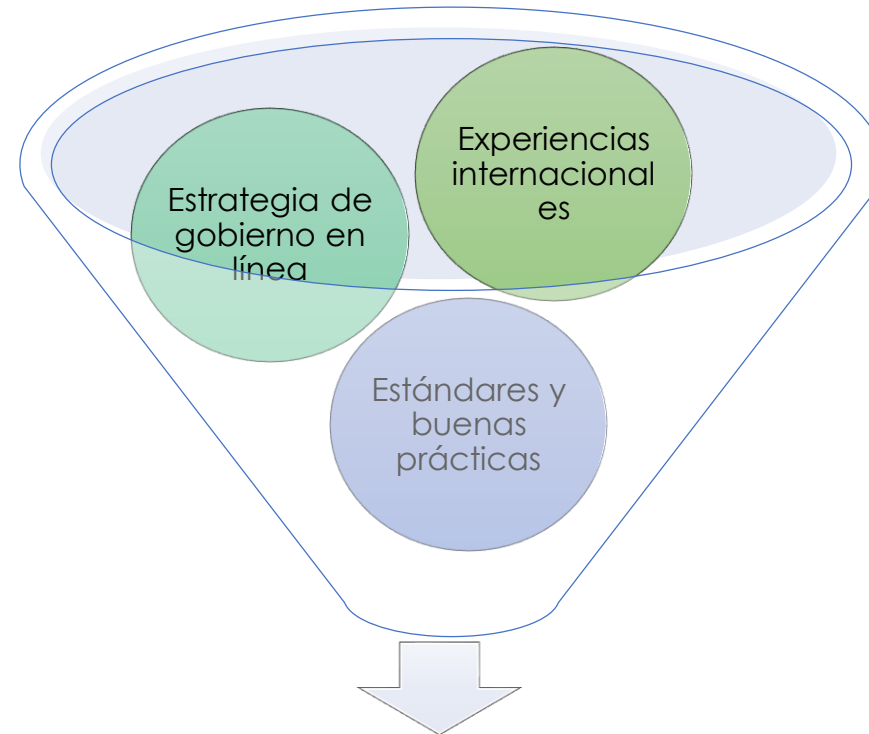 Experiencias
internacional
es
Estrategia de
gobierno en
línea
Estándares y
buenas
prácticas